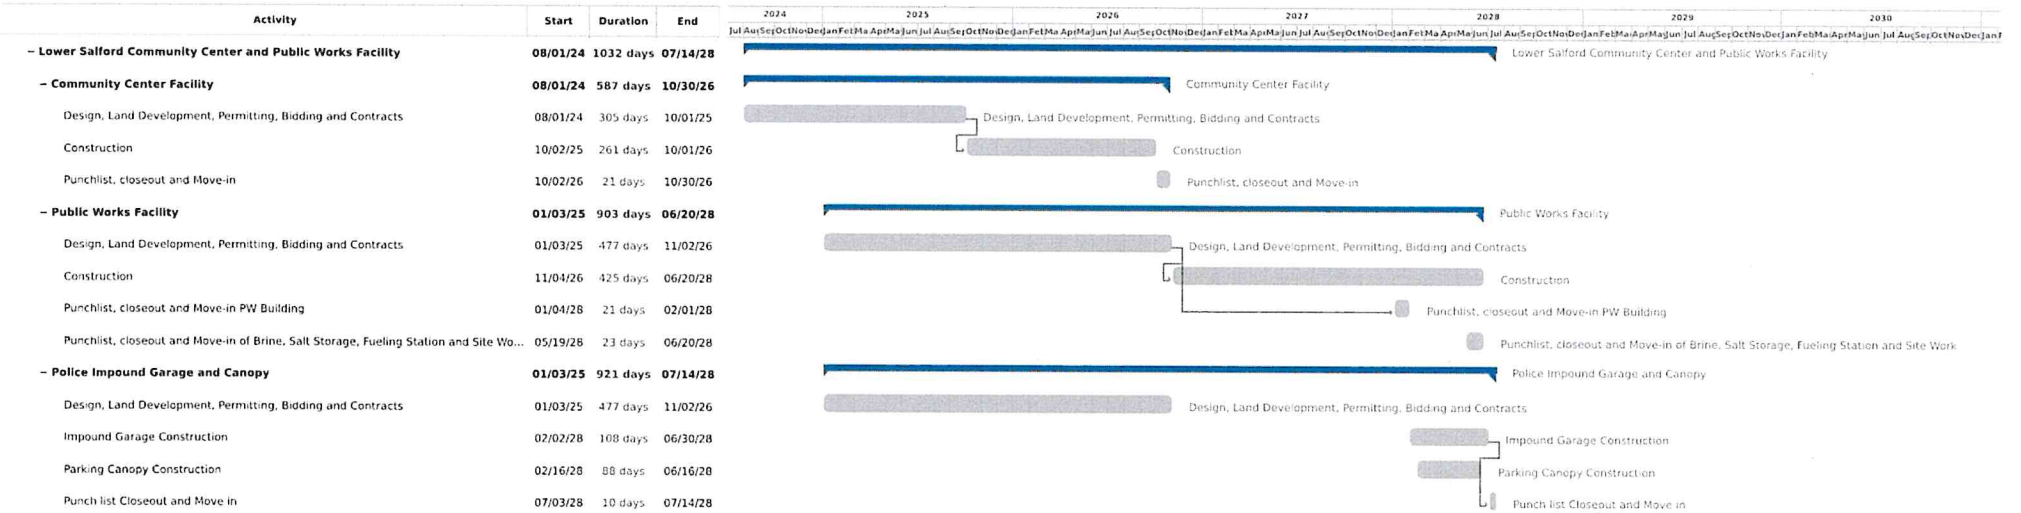 Activity Start Duration End 2024 2025 2026 2027 2028 2029 2030
– Lower Salford Community Center and Public Works Facility 08/01/24 1032 days 07/14/28 Lower Salford Community Center and Public Works Facility
– Community Center Facility 08/01/24 587 days 10/30/26 Community Center Facility
Design, Land Development, Permitting, Bidding and Contracts 08/01/24 305 days 10/01/25 Design, Land Development, Permitting, Bidding and Contracts
Construction 10/02/25 261 days 10/01/26 Construction
Punchlist, closeout and Move-in 10/02/26 21 days 10/30/26 Punchlist, closeout and Move-in
– Public Works Facility 01/03/25 903 days 06/20/28 Public Works Facility
Design, Land Development, Permitting, Bidding and Contracts 01/03/25 477 days 11/02/26 Design, Land Development, Permitting, Bidding and Contracts
Construction 11/04/26 425 days 06/20/28 Construction
Punchlist, closeout and Move-in PW Building 01/04/28 21 days 02/01/28 Punchlist, closeout and Move-in PW Building
Punchlist, closeout and Move-in of Brine, Salt Storage, Fueling Station and Site Wo... 05/19/28 23 days 06/20/28 Punchlist, closeout and Move-in of Brine, Salt Storage, Fueling Station and Site Work
– Police Impound Garage and Canopy 01/03/25 921 days 07/14/28 Police Impound Garage and Canopy
Design, Land Development, Permitting, Bidding and Contracts 01/03/25 477 days 11/02/26 Design, Land Development, Permitting, Bidding and Contracts
Impound Garage Construction 02/02/28 108 days 06/30/28 Impound Garage Construction
Parking Canopy Construction 02/16/28 88 days 06/16/28 Parking Canopy Construction
Punch list Closeout and Move in 07/03/28 10 days 07/14/28 Punch list Closeout and Move in